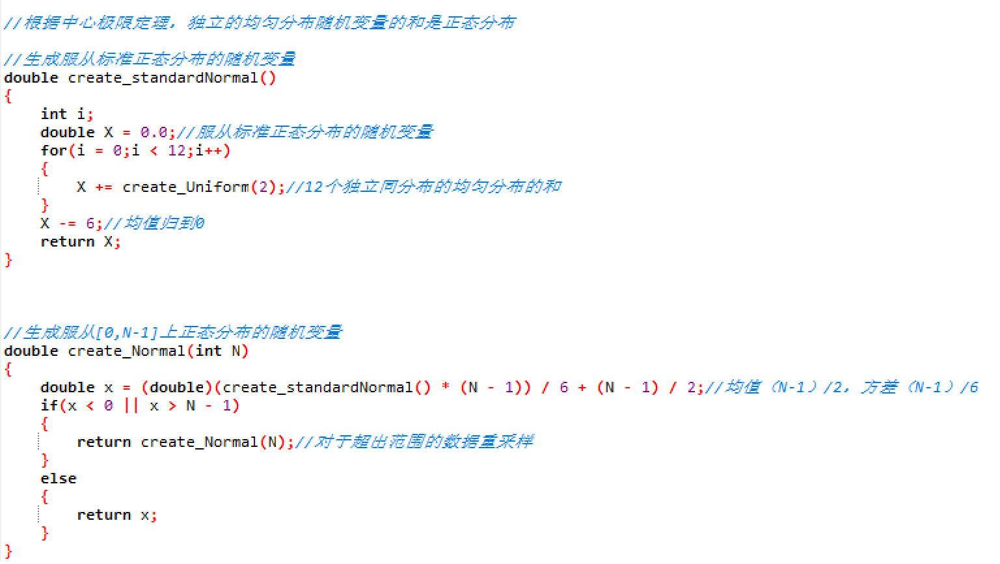 //根据中心极限定理，独立的均匀分布随机变量的和是正态分布
//生成服从标准正态分布的随机变量
double create_standardNormal()
{
    int i;
    double X = 0.0;//服从标准正态分布的随机变量
    for(i = 0;i < 12;i++)
    {
        X += create_Uniform(2);//12个独立同分布的均匀分布的和
    }
    X -= 6;//均值归到0
    return X;
}
//生成服从[0,N-1]上正态分布的随机变量
double create_Normal(int N)
{
    double x = (double)(create_standardNormal() * (N - 1)) / 6 + (N - 1) / 2;//均值（N-1）/2，方差（N-1）/6
    if(x < 0 || x > N - 1)
    {
        return create_Normal(N);//对于超出范围的数据重采样
    }
    else
    {
        return x;
    }
}